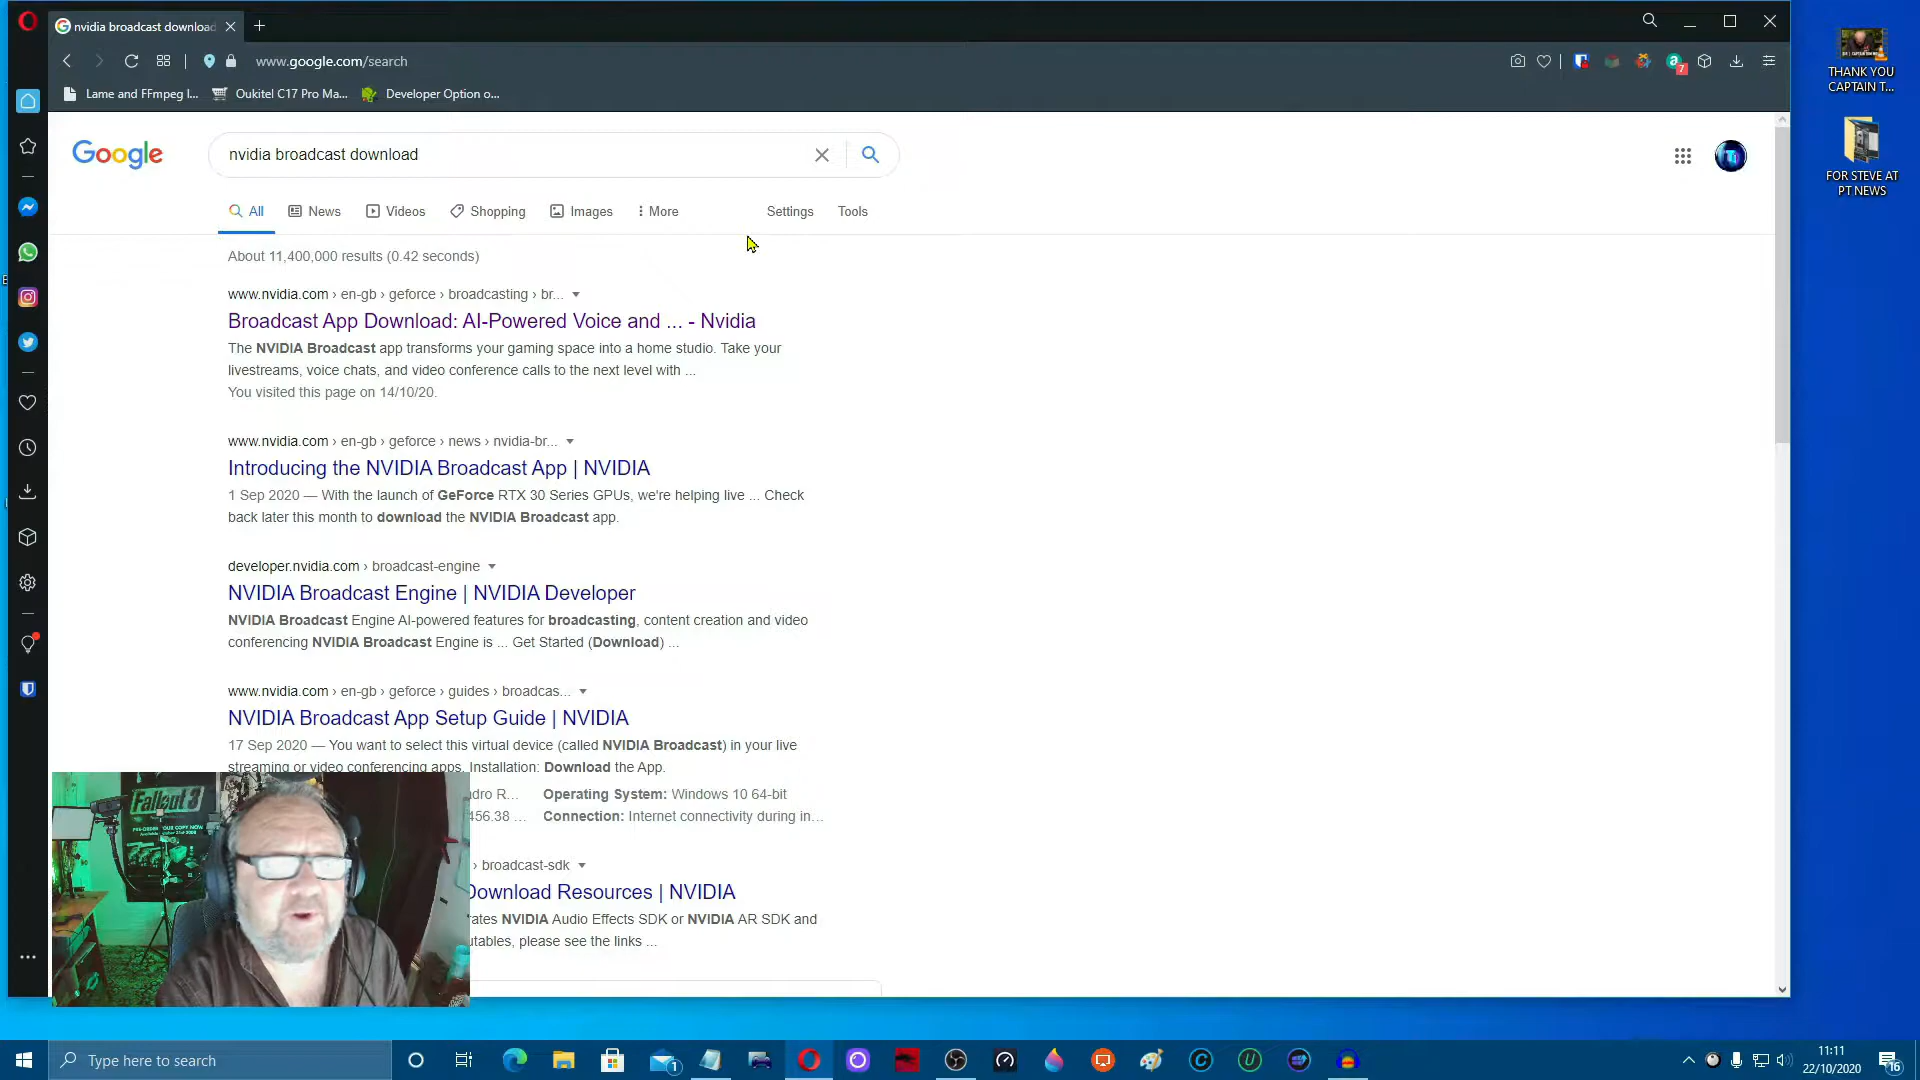 nvidia broadcast download
www.google.com/search
Lame and FFmpeg I... Oukitel C17 Pro Ma... Developer Option o...
THANK YOU
CAPTAIN T...
FOR STEVE AT
PT NEWS
Google
nvidia broadcast download
All News Videos Shopping Images More Settings Tools
About 11,400,000 results (0.42 seconds)
www.nvidia.com › en-gb › geforce › broadcasting › br...
Broadcast App Download: AI-Powered Voice and ... - Nvidia
The NVIDIA Broadcast app transforms your gaming space into a home studio. Take your
livestreams, voice chats, and video conference calls to the next level with ...
You visited this page on 14/10/20.
www.nvidia.com › en-gb › geforce › news › nvidia-br...
Introducing the NVIDIA Broadcast App | NVIDIA
1 Sep 2020 — With the launch of GeForce RTX 30 Series GPUs, we're helping live ... Check
back later this month to download the NVIDIA Broadcast app.
developer.nvidia.com › broadcast-engine
NVIDIA Broadcast Engine | NVIDIA Developer
NVIDIA Broadcast Engine AI-powered features for broadcasting, content creation and video
conferencing NVIDIA Broadcast Engine is ... Get Started (Download) ...
www.nvidia.com › en-gb › geforce › guides › broadcas...
NVIDIA Broadcast App Setup Guide | NVIDIA
17 Sep 2020 — You want to select this virtual device (called NVIDIA Broadcast) in your live
streaming or video conferencing apps. Installation: Download the App.
dro R... Operating System: Windows 10 64-bit
456.38 ... Connection: Internet connectivity during in...
› broadcast-sdk
Download Resources | NVIDIA
rates NVIDIA Audio Effects SDK or NVIDIA AR SDK and
utables, please see the links ...
Fallout 3
Type here to search
11:11
22/10/2020
16